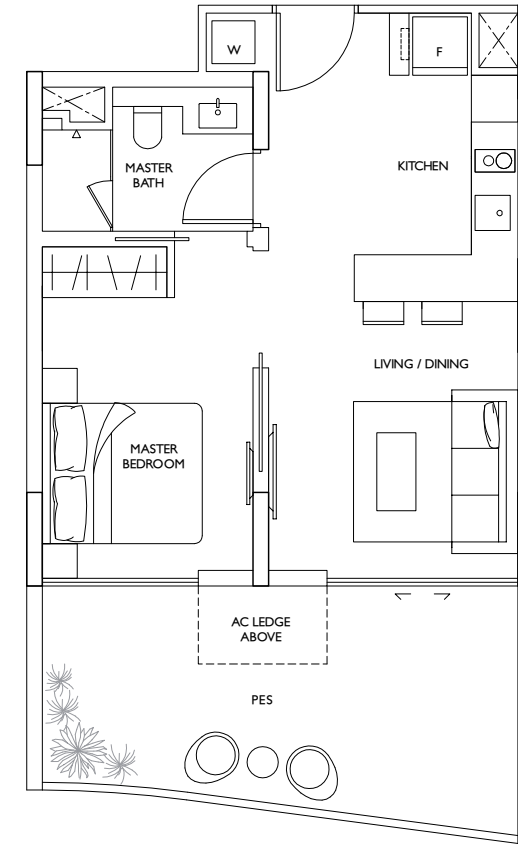 W
F
MASTER
BATH
KITCHEN
LIVING / DINING
MASTER
BEDROOM
AC LEDGE
ABOVE
PES